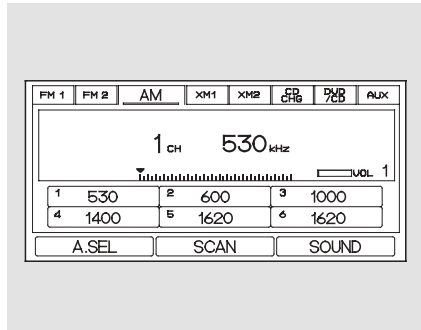 FM 1 FM 2 AM XM1 XM2 CD CHG DVD /CD AUX
1 CH 530 kHz
VOL 1
1 530 2 600 3 1000
4 1400 5 1620 6 1620
A.SEL SCAN SOUND